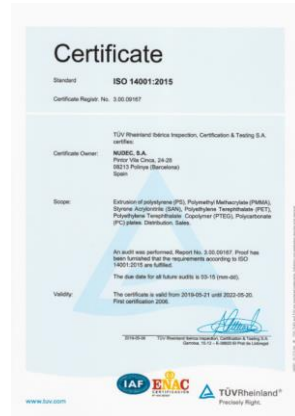 Certificate
Standard ISO 14001:2015
Certificate Registr. No. 3.00.09167
TÜV Rheinland Ibérica Inspection, Certification & Testing S.A.
certifies:
Certificate Owner: NUDEC, S.A.
Pintor Vila Cinca, 24-28
08213 Polinya (Barcelona)
Spain
Scope: Extrusion of polystyrene (PS), Polymethyl Methacrylate (PMMA),
Styrene Acrylonitrile (SAN), Polyethylene Terephthalate (PET),
Polyethylene Terephthalate Copolymer (PTEG), Polycarbonate
(PC) plates. Distribution. Sales.
An audit was performed, Report No. 3.00.09167. Proof has
been furnished that the requirements according to ISO
14001:2015 are fulfilled.
The due date for all future audits is 03-15 (mm-dd).
Validity: The certificate is valid from 2019-05-21 until 2022-05-20.
First certification 2006.
TÜV Rheinland Ibérica Inspection, Certification & Testing S.A.
IAF
ENAC
TÜVRheinland®
Precisely Right.
www.tuv.com